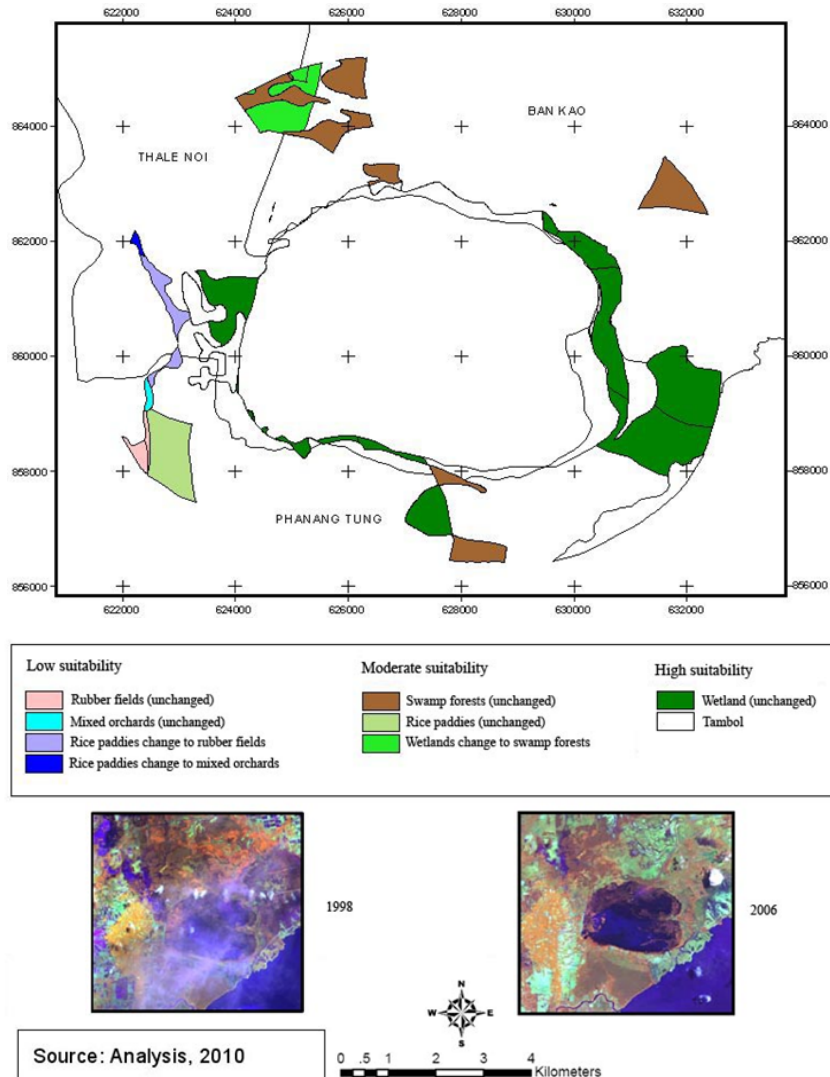 622000 624000 626000 628000 630000 632000
864000 864000
BAN KAO
THALE NOI
862000 862000
860000 860000
858000 858000
PHANANG TUNG
856000 856000
622000 624000 626000 628000 630000 632000
Low suitability
Rubber fields (unchanged)
Mixed orchards (unchanged)
Rice paddies change to rubber fields
Rice paddies change to mixed orchards
Moderate suitability
Swamp forests (unchanged)
Rice paddies (unchanged)
Wetlands change to swamp forests
High suitability
Wetland (unchanged)
Tambol
1998
2006
N
W E
S
Source: Analysis, 2010
0 .5 1 2 3 4
Kilometers